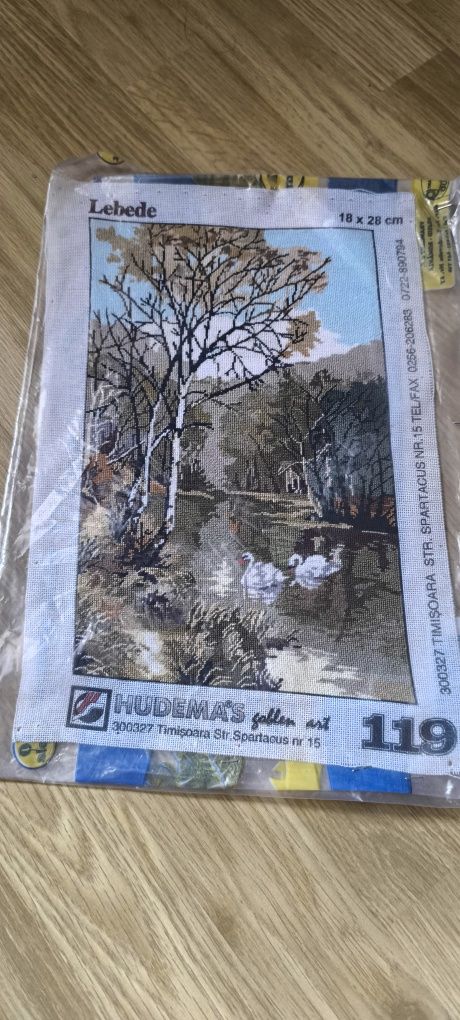 Lebede
18 x 28 cm
300327 TIMIȘOARA STR. SPARTACUS NR.15 TEL/FAX 0256-206283 0722-890794
HUDEMA'S goblen art
300327 Timișoara Str.Spartacus nr 15
119